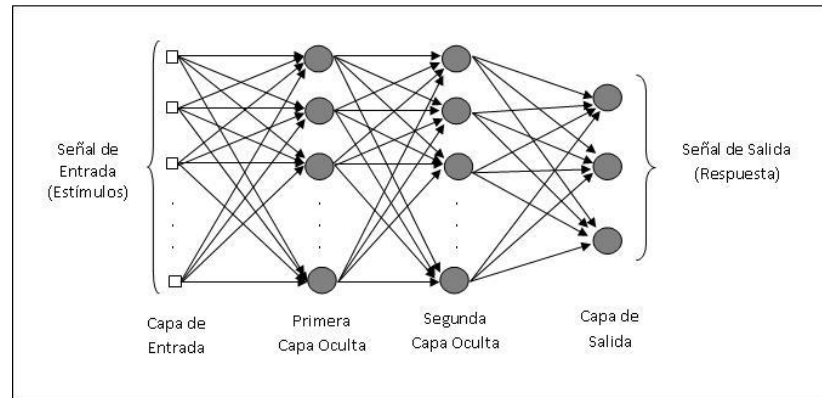 Señal de
Entrada
(Estímulos)
Señal de Salida
(Respuesta)
Capa de
Entrada
Primera
Capa Oculta
Segunda
Capa Oculta
Capa de
Salida